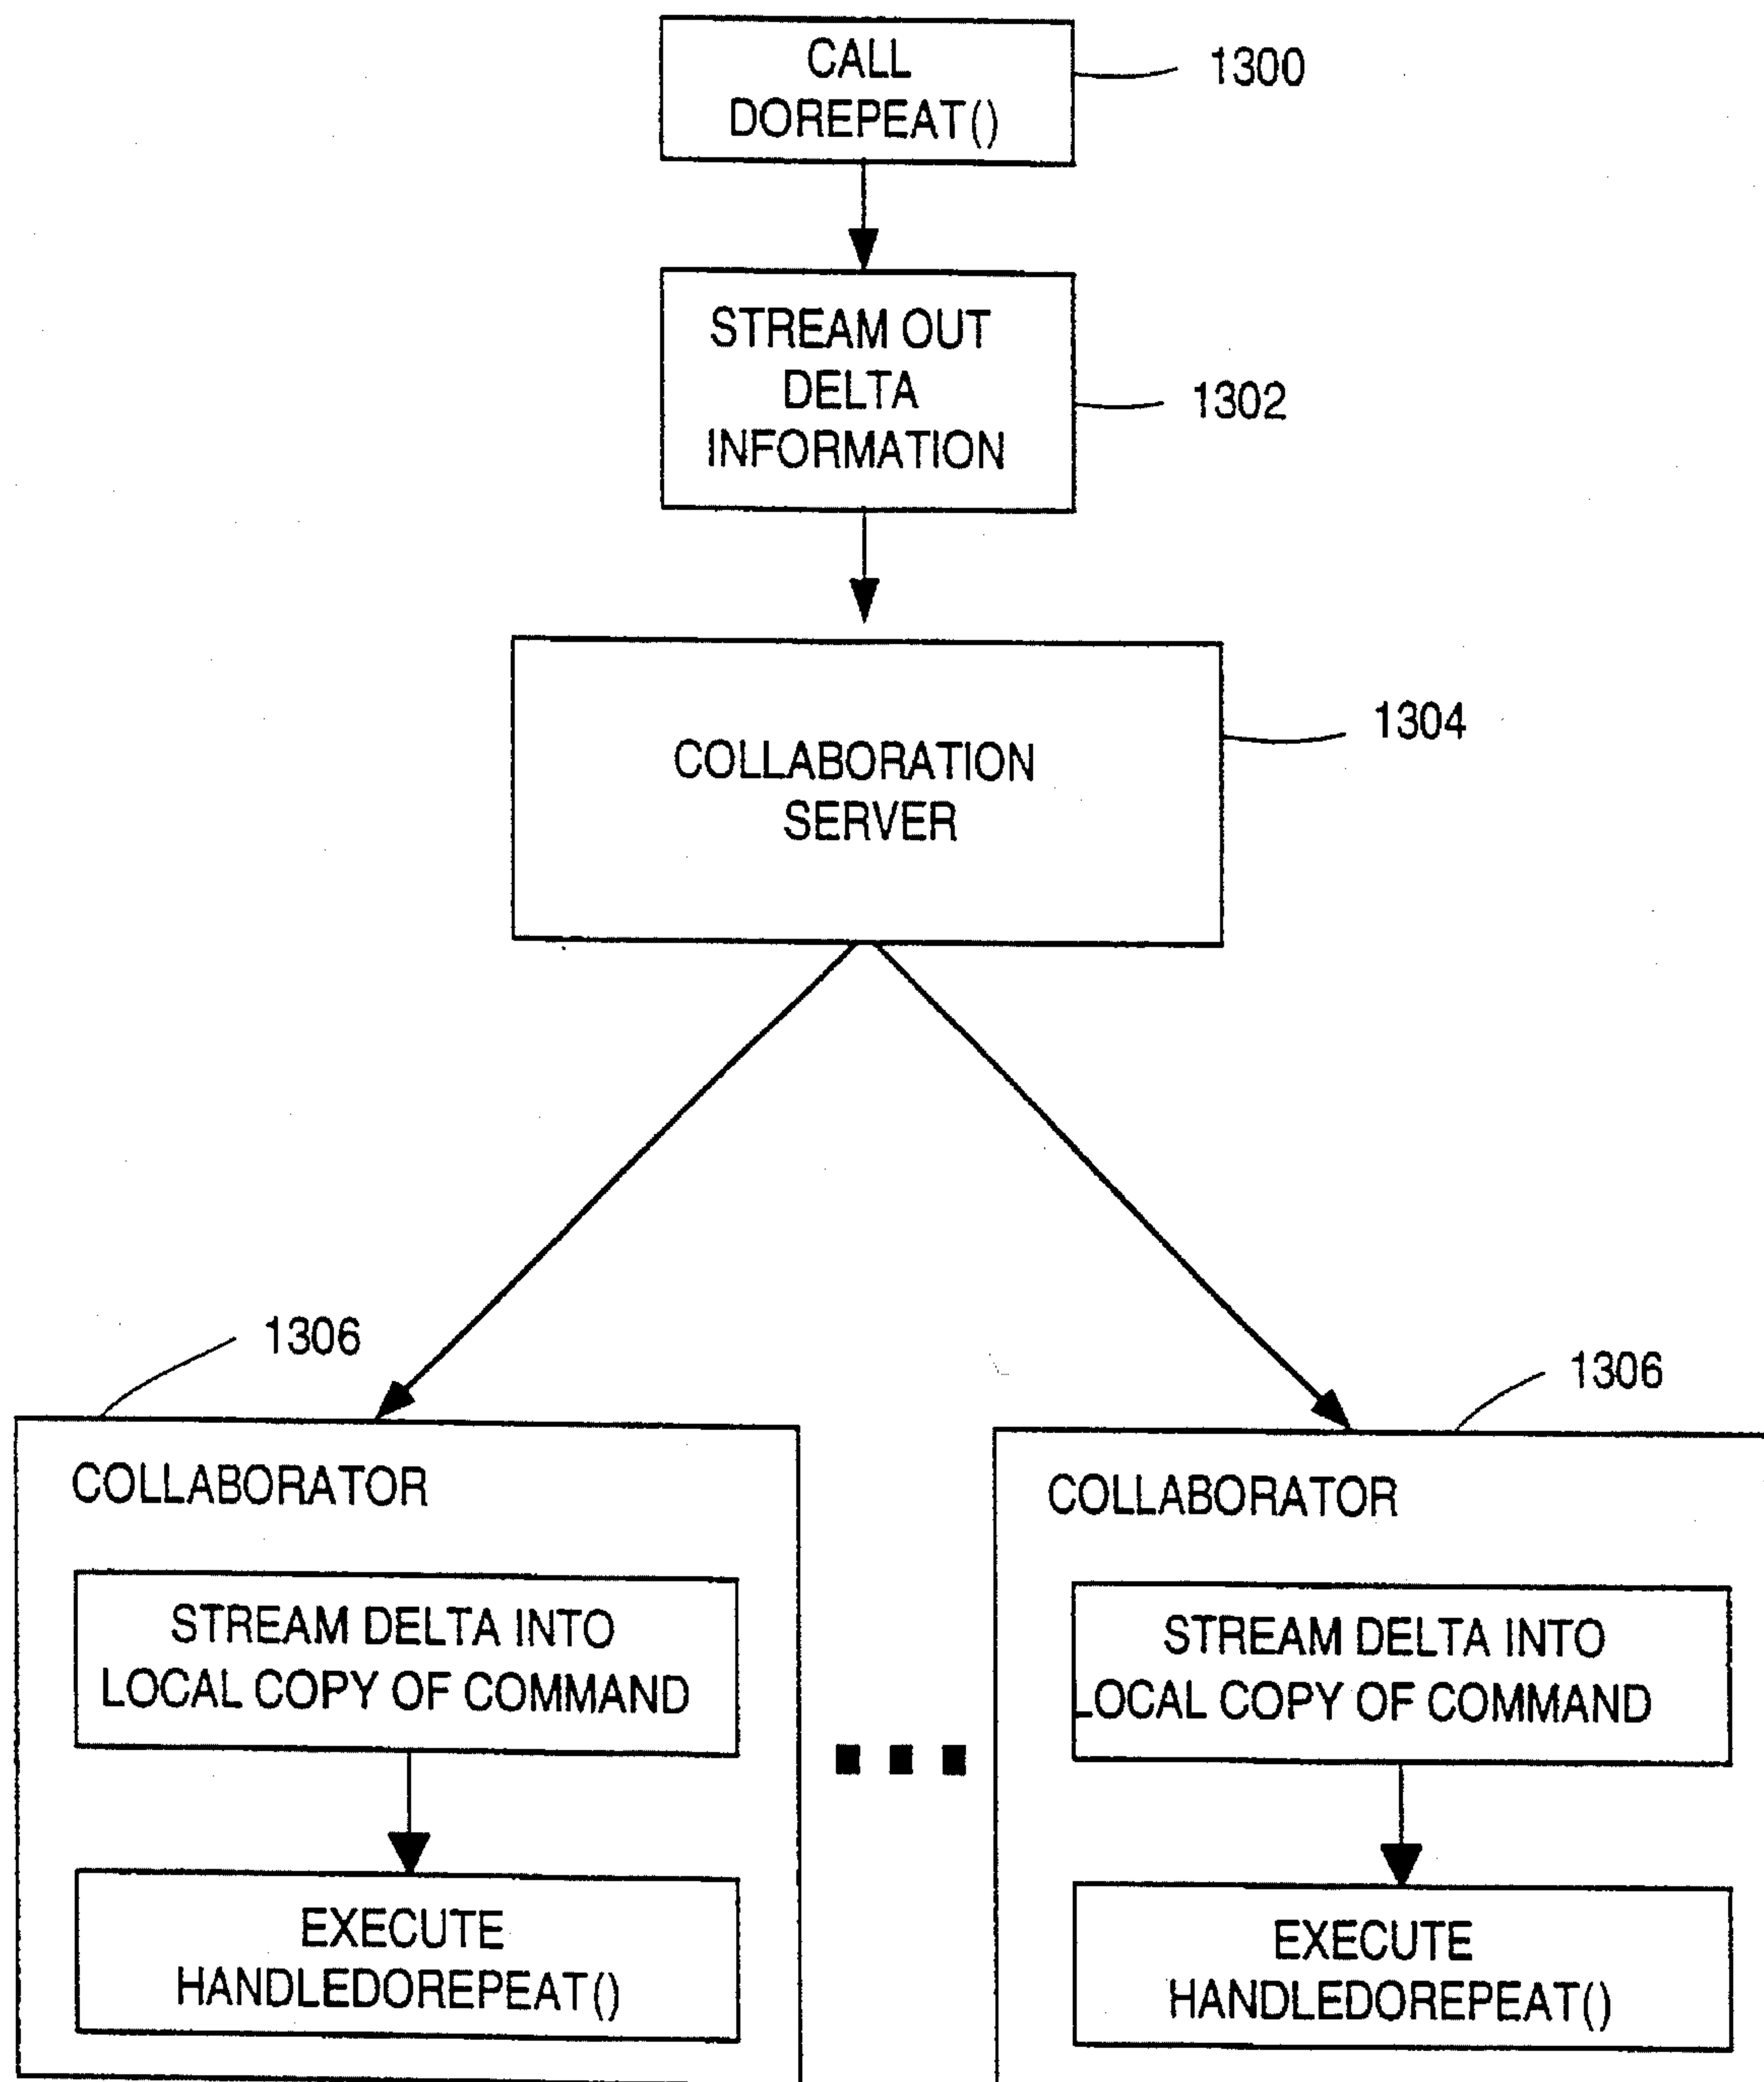 CALL
DOREPEAT()
1300
STREAM OUT
DELTA
INFORMATION
1302
COLLABORATION
SERVER
1304
1306
COLLABORATOR
STREAM DELTA INTO
LOCAL COPY OF COMMAND
EXECUTE
HANDLEDOREPEAT()
1306
COLLABORATOR
STREAM DELTA INTO
LOCAL COPY OF COMMAND
EXECUTE
HANDLEDOREPEAT()